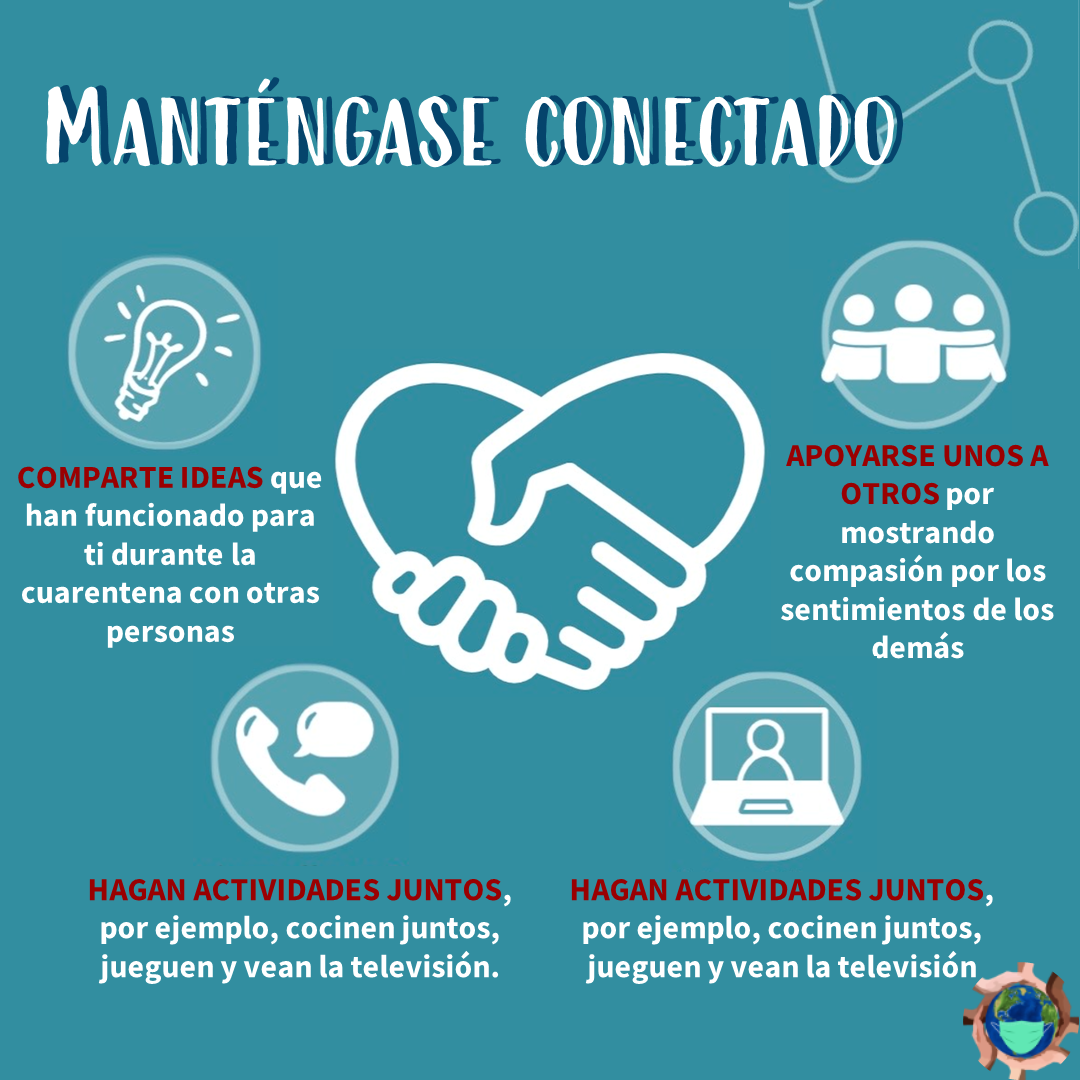 MANTÉNGASE CONECTADO
COMPARTE IDEAS que
han funcionado para
ti durante la
cuarentena con otras
personas
APOYARSE UNOS A
OTROS por
mostrando
compasión por los
sentimientos de los
demás
HAGAN ACTIVIDADES JUNTOS,
por ejemplo, cocinen juntos,
jueguen y vean la televisión.
HAGAN ACTIVIDADES JUNTOS,
por ejemplo, cocinen juntos,
jueguen y vean la televisión